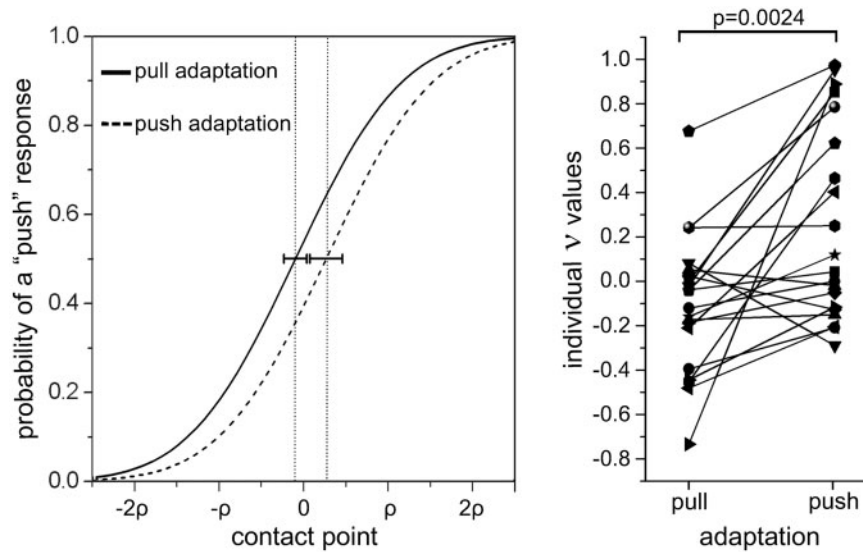 probability of a "push" response
1.0
0.8
0.6
0.4
0.2
0.0
pull adaptation
push adaptation
-2ρ
-ρ
0
ρ
2ρ
contact point
p=0.0024
individual ν values
1.0
0.8
0.6
0.4
0.2
0.0
-0.2
-0.4
-0.6
-0.8
pull
push
adaptation